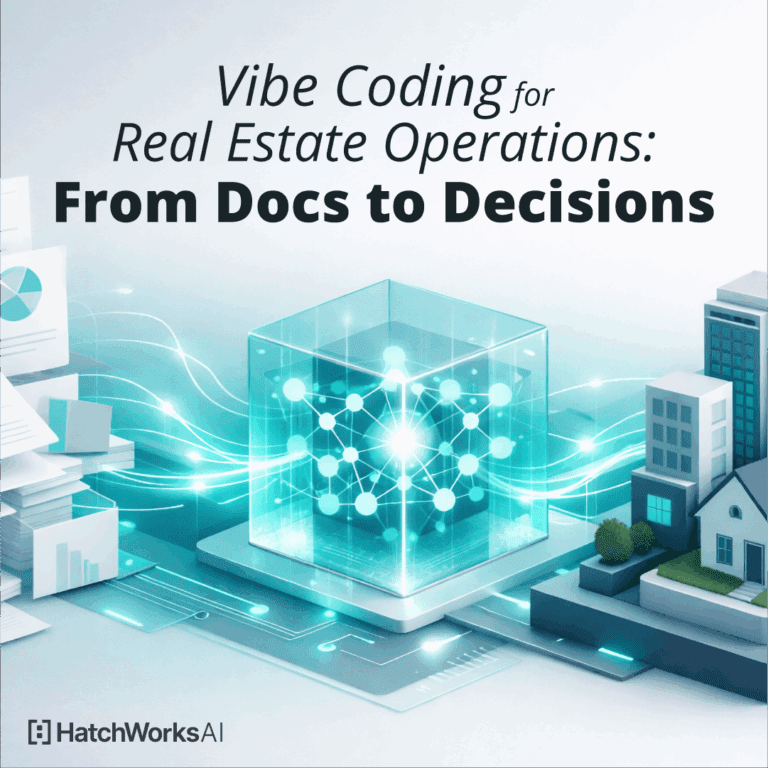 Vibe Coding for
Real Estate Operations:
From Docs to Decisions
HatchWorksAI